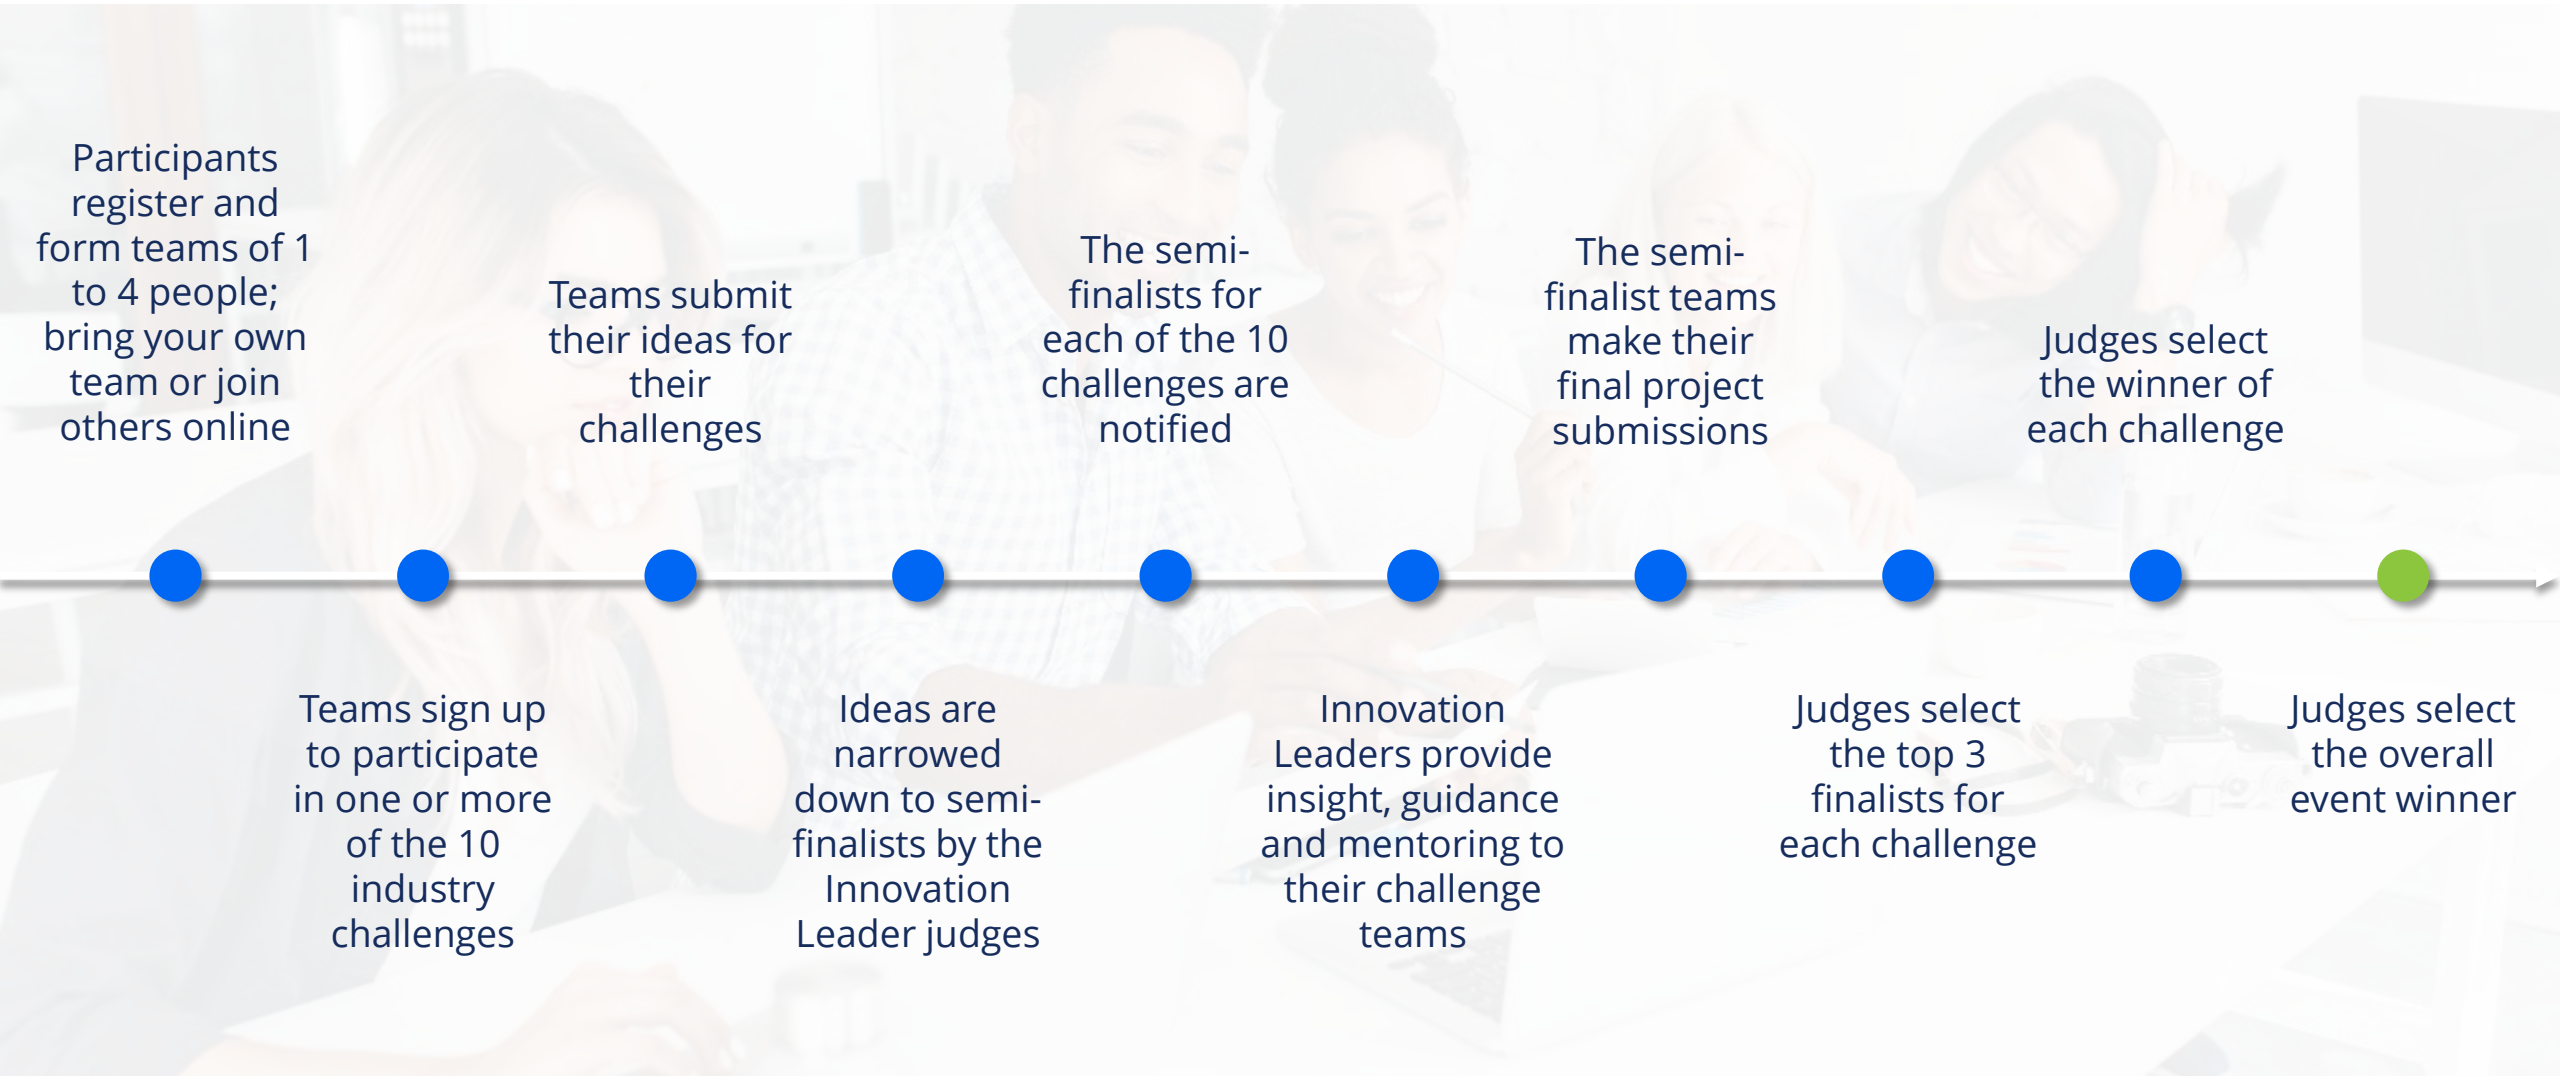 Participants
register and
form teams of 1
to 4 people;
bring your own
team or join
others online
Teams sign up
to participate
in one or more
of the 10
industry
challenges
Teams submit
their ideas for
their
challenges
Ideas are
narrowed
down to semi-
finalists by the
Innovation
Leader judges
The semi-
finalists for
each of the 10
challenges are
notified
Innovation
Leaders provide
insight, guidance
and mentoring to
their challenge
teams
The semi-
finalist teams
make their
final project
submissions
Judges select
the top 3
finalists for
each challenge
Judges select
the winner of
each challenge
Judges select
the overall
event winner